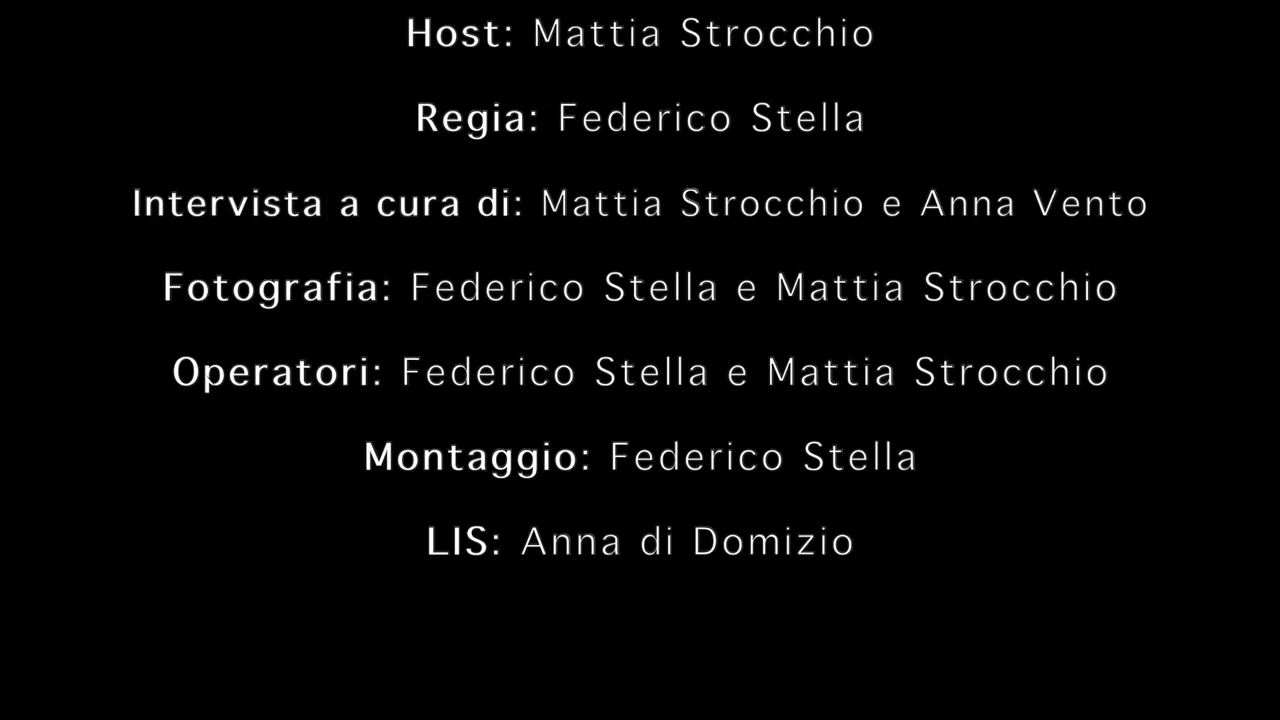 Host: Mattia Strocchio
Regia: Federico Stella
Intervista a cura di: Mattia Strocchio e Anna Vento
Fotografia: Federico Stella e Mattia Strocchio
Operatori: Federico Stella e Mattia Strocchio
Montaggio: Federico Stella
LIS: Anna di Domizio